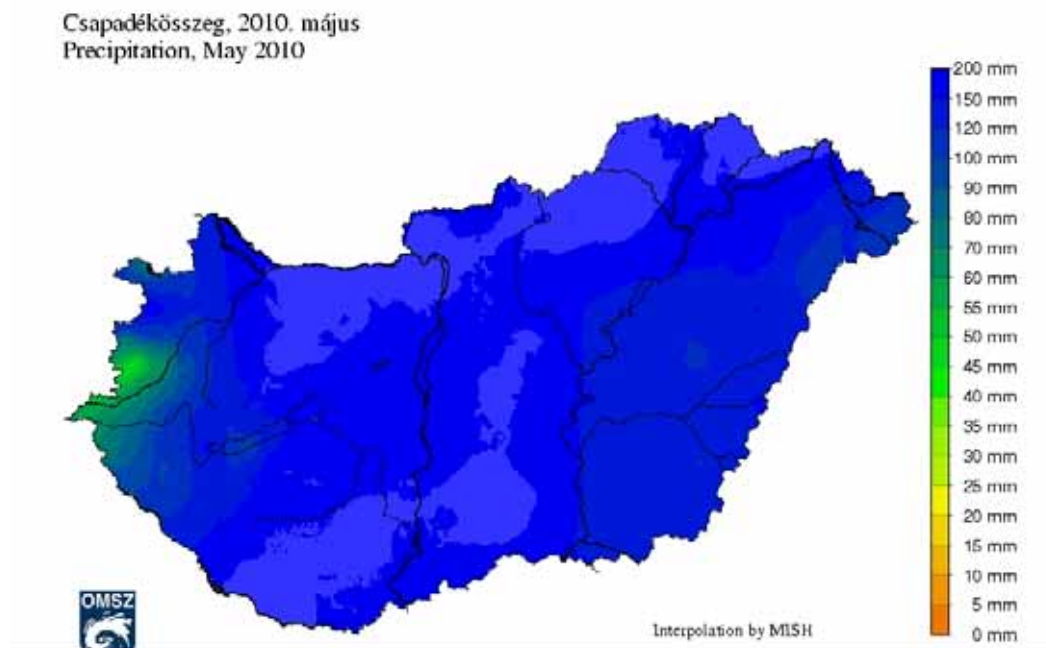 Csapadékösszeg, 2010. május
Precipitation, May 2010
200 mm
150 mm
120 mm
100 mm
90 mm
80 mm
70 mm
60 mm
55 mm
50 mm
45 mm
40 mm
35 mm
30 mm
25 mm
20 mm
15 mm
10 mm
5 mm
0 mm
OMSZ
Interpolation by MISH